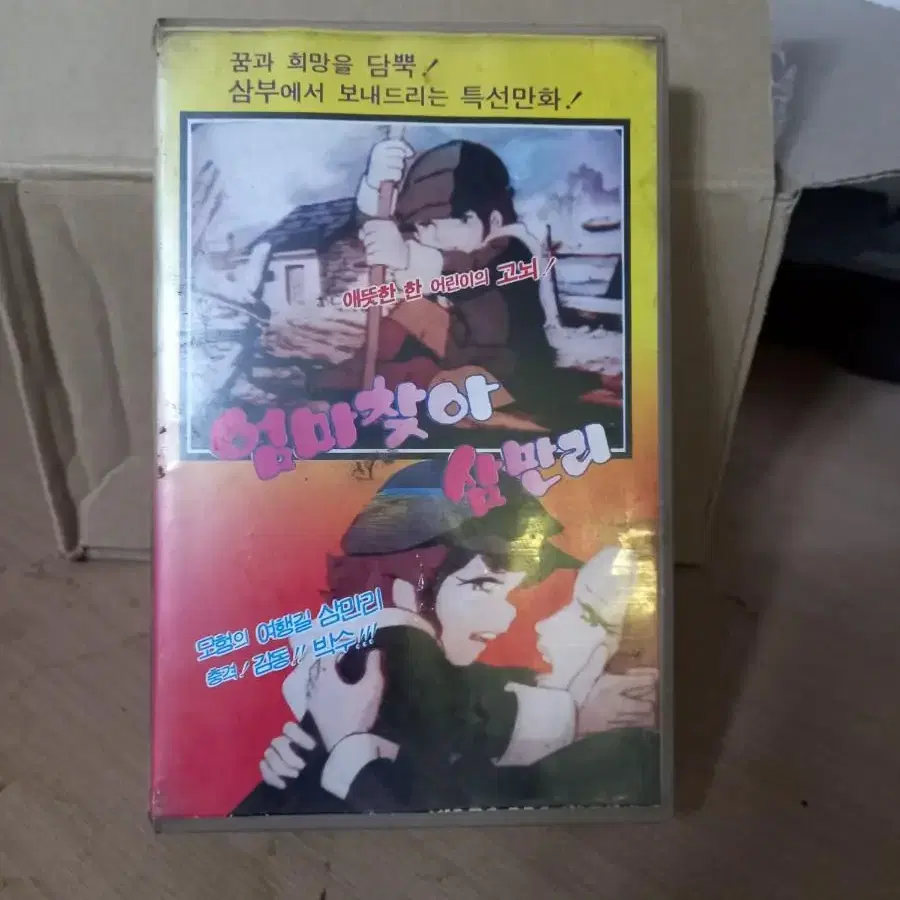 꿈과 희망을 담뿍!
삼부에서 보내드리는 특선만화!
애뜻한 한 어린이의 고뇌!
엄마찾아
삼만리
모험의 여행길 삼만리
충격! 감동!! 박수!!!